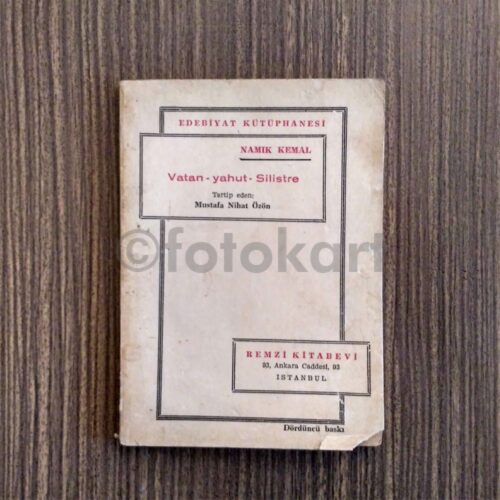 EDEBİYAT KÜTÜPHANESİ
NAMIK KEMAL
Vatan - yahut - Silistre
Tertip eden:
Mustafa Nihat Özön
©fotokart
REMZİ KİTABEVİ
93, Ankara Caddesi, 93
İSTANBUL
Dördüncü baskı